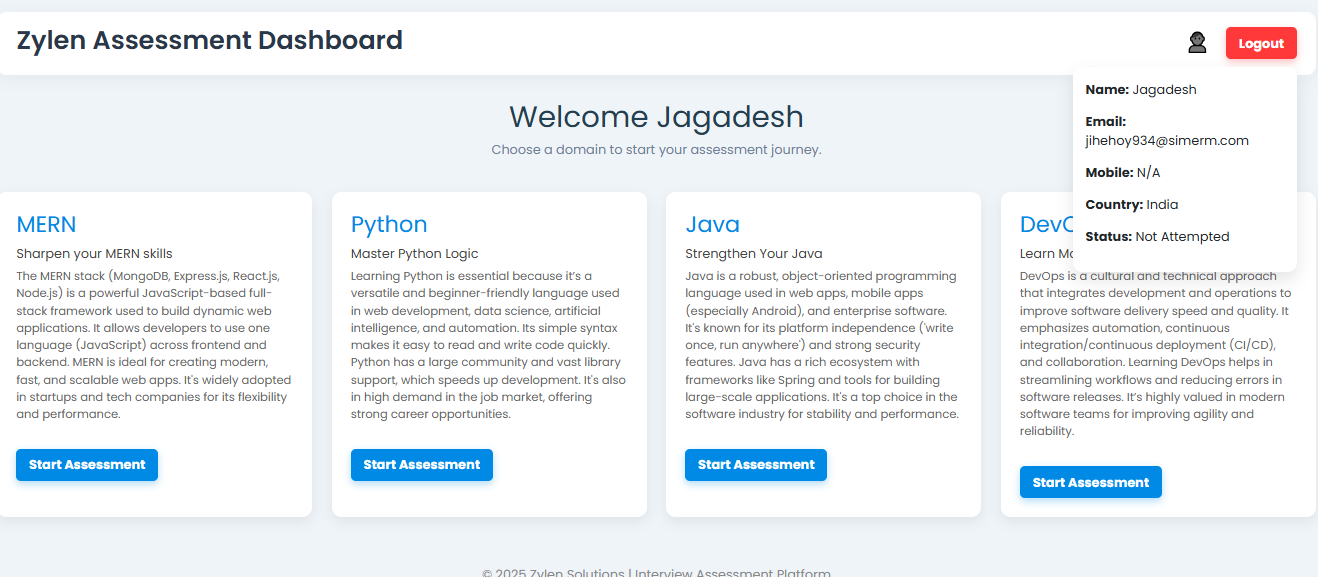 Zylen Assessment Dashboard
Logout
Name: Jagadesh
Email:
jihehoy934@simerm.com
Mobile: N/A
Country: India
Status: Not Attempted
Welcome Jagadesh
Choose a domain to start your assessment journey.
MERN
Sharpen your MERN skills
The MERN stack (MongoDB, Express.js, React.js,
Node.js) is a powerful JavaScript-based full-
stack framework used to build dynamic web
applications. It allows developers to use one
language (JavaScript) across frontend and
backend. MERN is ideal for creating modern,
fast, and scalable web apps. It's widely adopted
in startups and tech companies for its flexibility
and performance.
Start Assessment
Python
Master Python Logic
Learning Python is essential because it’s a
versatile and beginner-friendly language used
in web development, data science, artificial
intelligence, and automation. Its simple syntax
makes it easy to read and write code quickly.
Python has a large community and vast library
support, which speeds up development. It's also
in high demand in the job market, offering
strong career opportunities.
Start Assessment
Java
Strengthen Your Java
Java is a robust, object-oriented programming
language used in web apps, mobile apps
(especially Android), and enterprise software.
It's known for its platform independence ('write
once, run anywhere') and strong security
features. Java has a rich ecosystem with
frameworks like Spring and tools for building
large-scale applications. It's a top choice in the
software industry for stability and performance.
Start Assessment
Learn
DevOps is a cultural and technical approach
that integrates development and operations to
improve software delivery speed and quality. It
emphasizes automation, continuous
integration/continuous deployment (CI/CD),
and collaboration. Learning DevOps helps in
streamlining workflows and reducing errors in
software releases. It’s highly valued in modern
software teams for improving agility and
reliability.
Start Assessment
© 2025 Zylen Solutions | Interview Assessment Platform